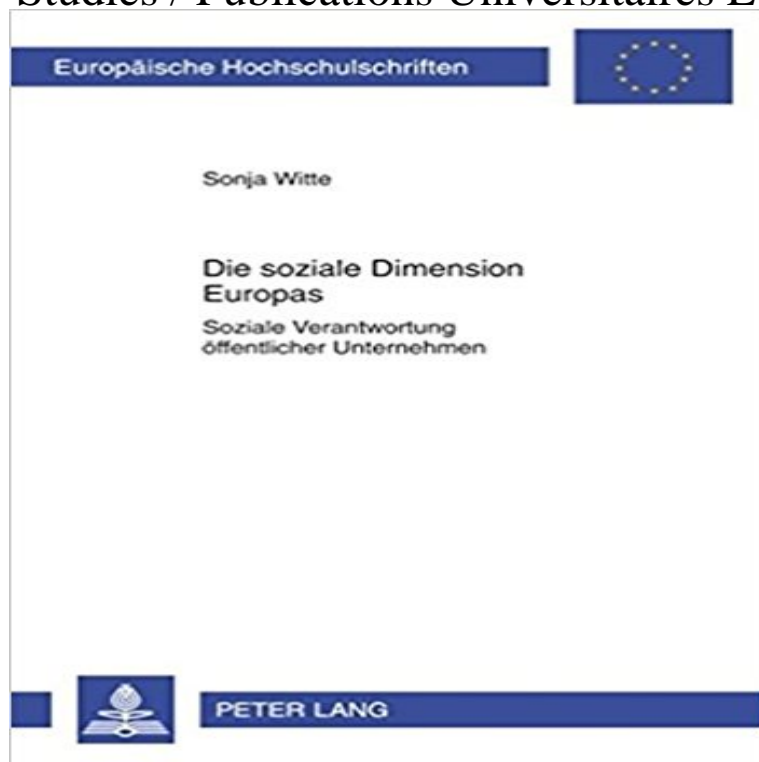 Studies / Publications Universitaires E
Europäische Hochschulschriften
Sonja Witte
Die soziale Dimension
Europas
Soziale Verantwortung
öffentlicher Unternehmen
PETER LANG